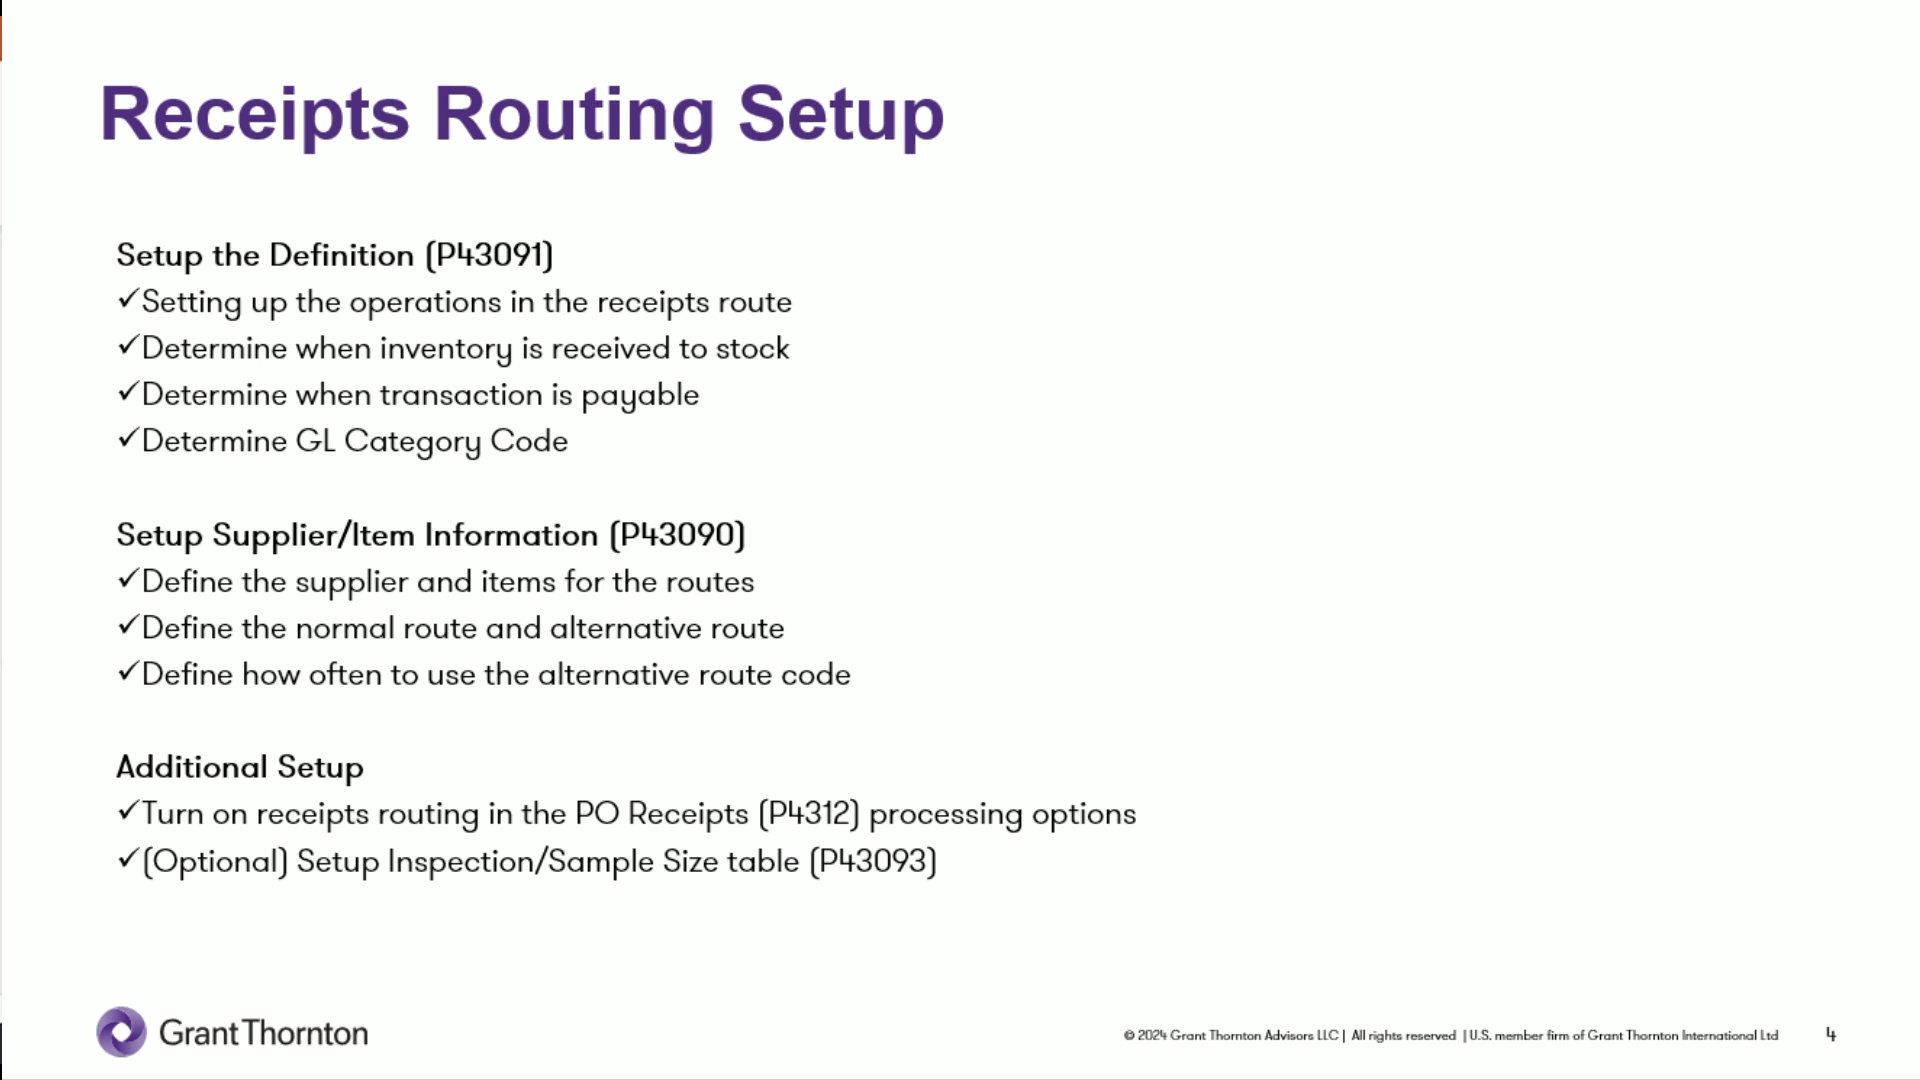 Receipts Routing Setup
Setup the Definition (P43091)
✓Setting up the operations in the receipts route
✓Determine when inventory is received to stock
✓Determine when transaction is payable
✓Determine GL Category Code
Setup Supplier/Item Information (P43090)
✓Define the supplier and items for the routes
✓Define the normal route and alternative route
✓Define how often to use the alternative route code
Additional Setup
✓Turn on receipts routing in the PO Receipts (P4312) processing options
✓(Optional) Setup Inspection/Sample Size table (P43093)
Grant Thornton
© 2024 Grant Thornton Advisors LLC | All rights reserved | U.S. member firm of Grant Thornton International Ltd
4